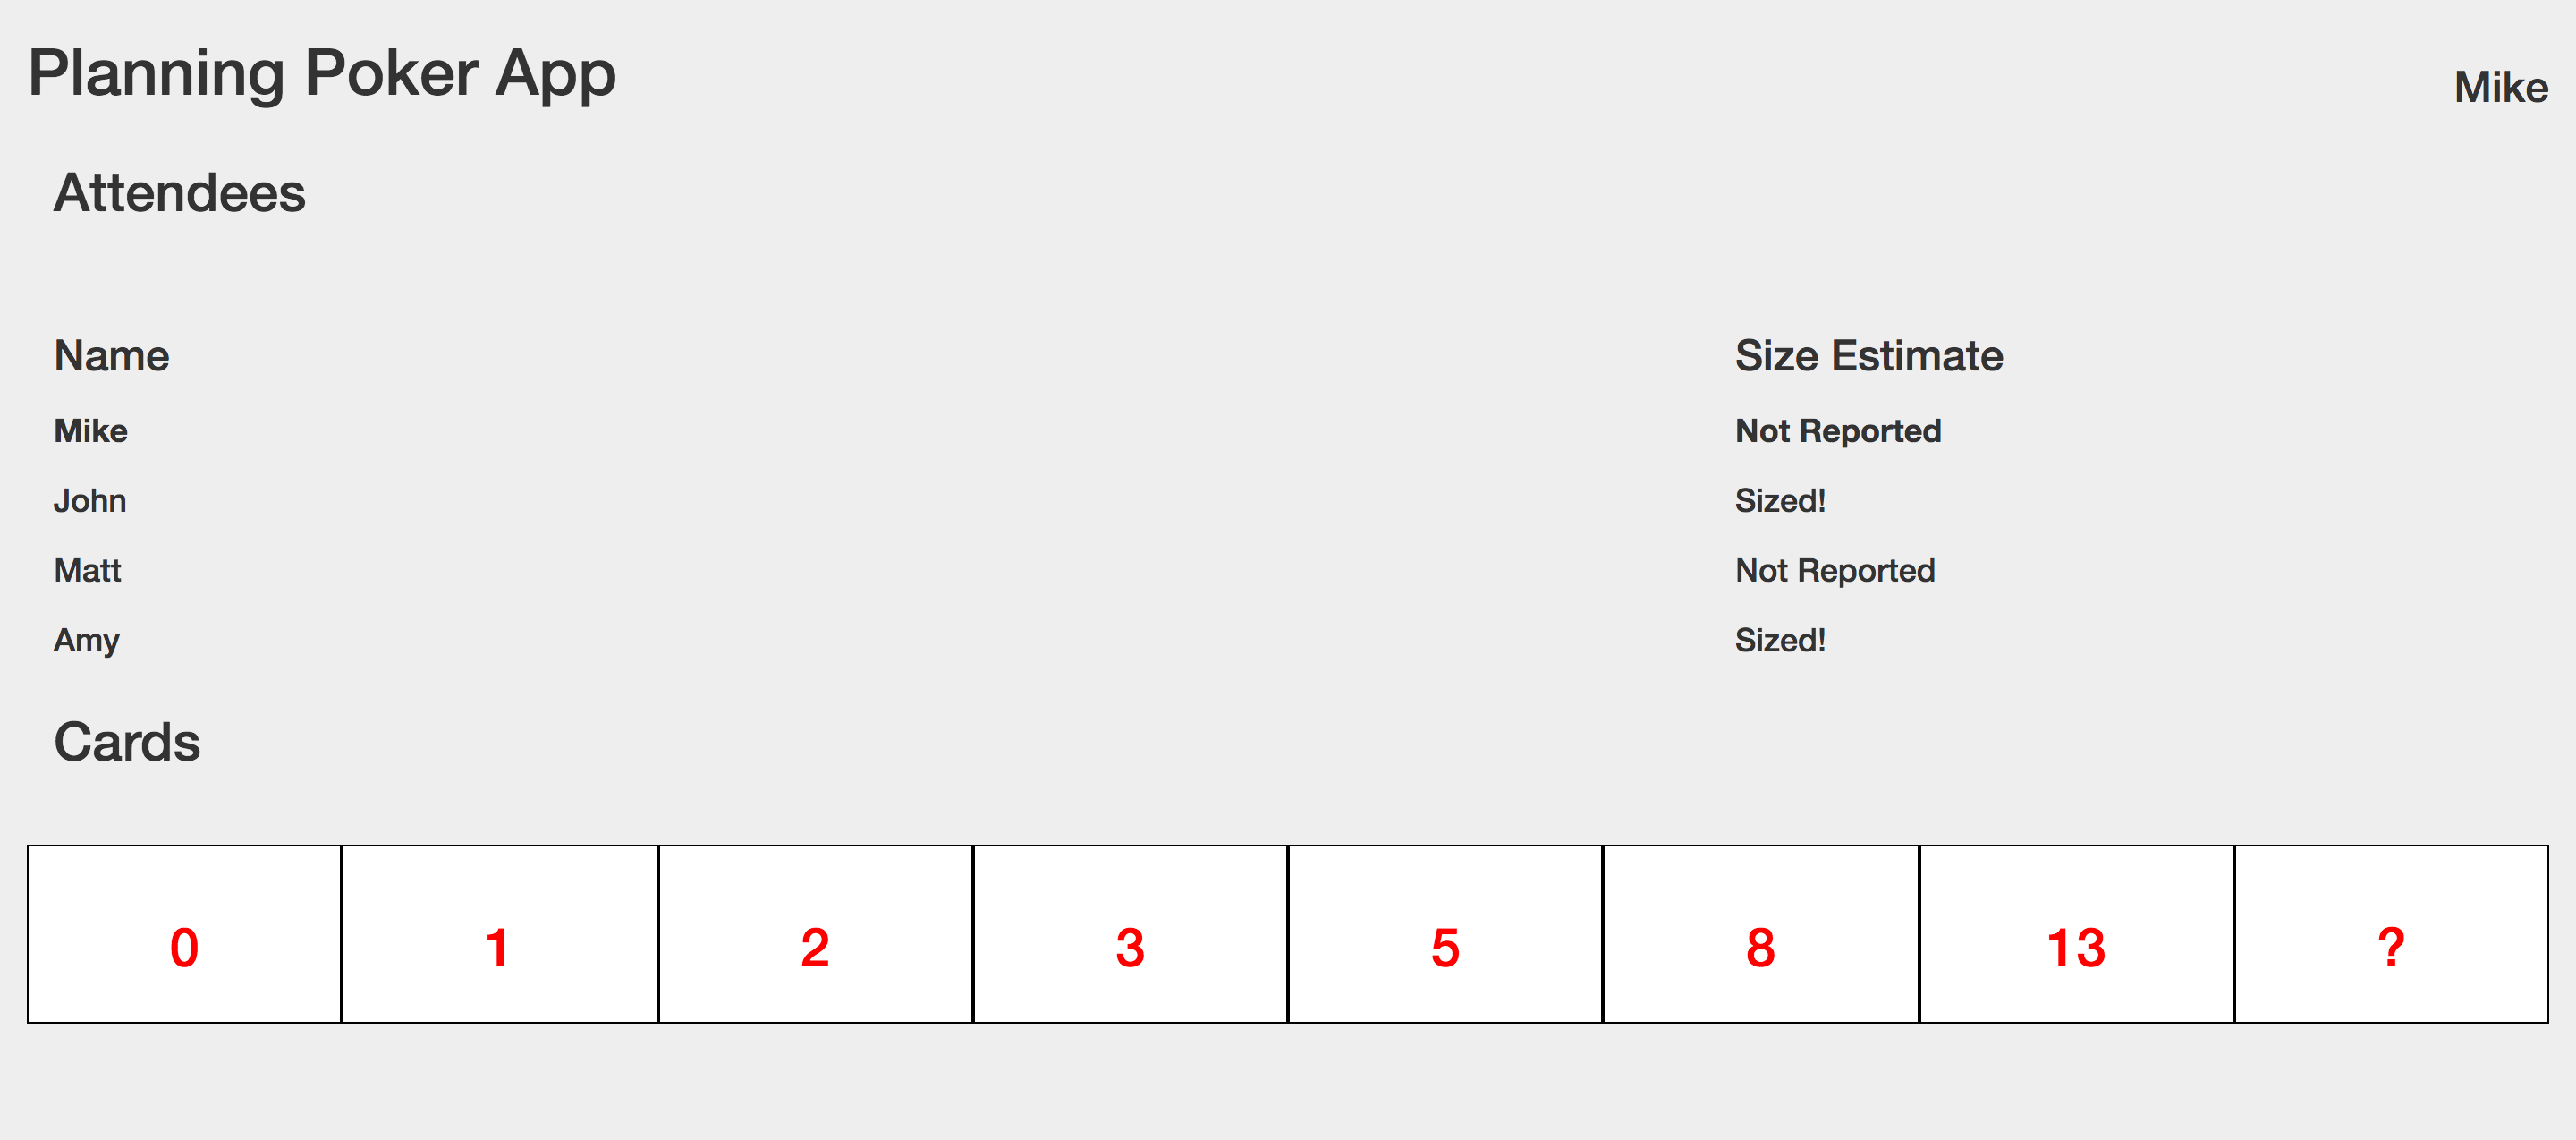 Planning Poker App
Mike
Attendees
Name Size Estimate
Mike Not Reported
John Sized!
Matt Not Reported
Amy Sized!
Cards
0 1 2 3 5 8 13 ?